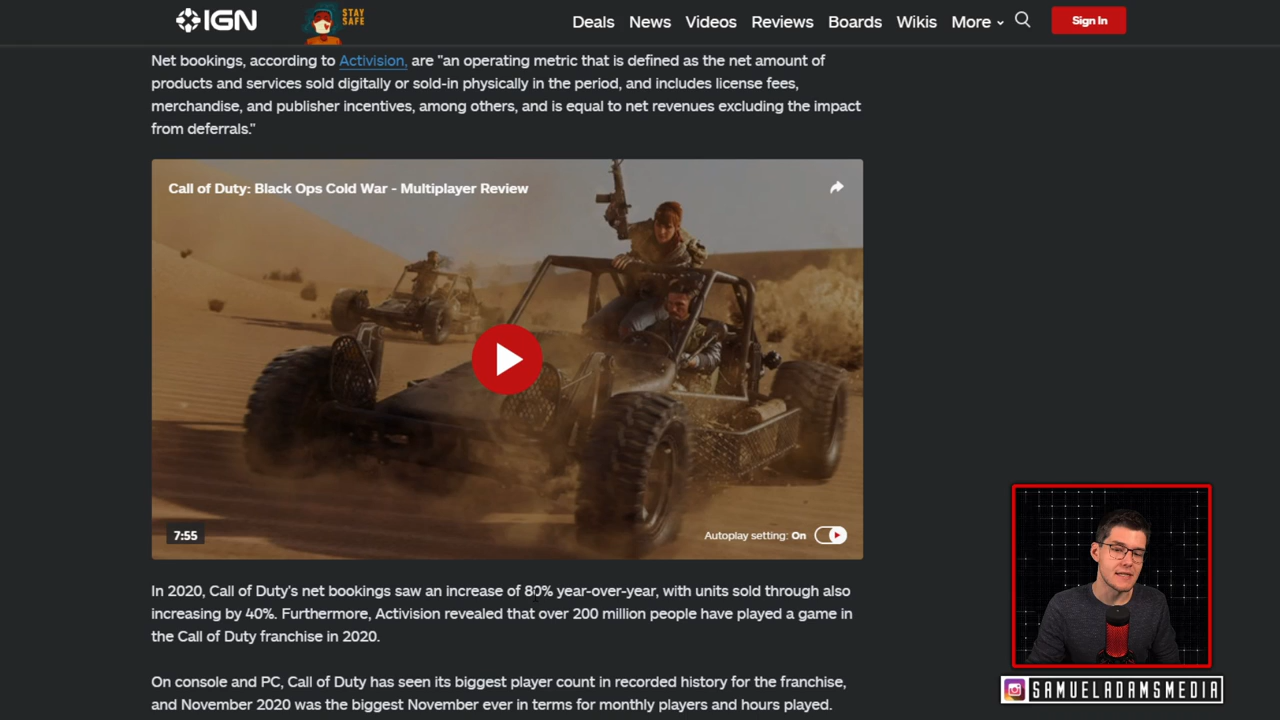 IGN
STAY
SAFE
Deals News Videos Reviews Boards Wikis More Sign In
Net bookings, according to Activision, are "an operating metric that is defined as the net amount of
products and services sold digitally or sold-in physically in the period, and includes license fees,
merchandise, and publisher incentives, among others, and is equal to net revenues excluding the impact
from deferrals."
Call of Duty: Black Ops Cold War - Multiplayer Review
7:55
Autoplay setting: On
In 2020, Call of Duty's net bookings saw an increase of 80% year-over-year, with units sold through also
increasing by 40%. Furthermore, Activision revealed that over 200 million people have played a game in
the Call of Duty franchise in 2020.
On console and PC, Call of Duty has seen its biggest player count in recorded history for the franchise,
and November 2020 was the biggest November ever in terms for monthly players and hours played.
SAMUELADAMSMEDIA